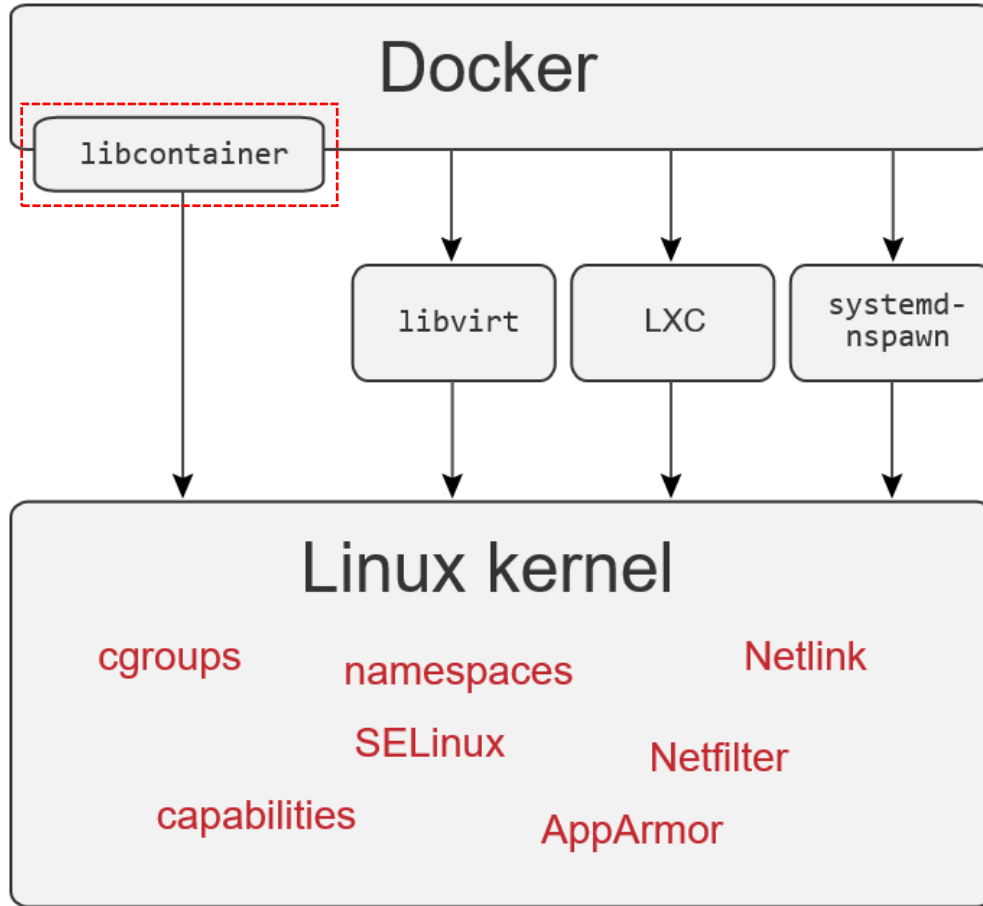 Docker
libcontainer
libvirt
LXC
systemd-
nspawn
Linux kernel
cgroups
namespaces
Netlink
SELinux
Netfilter
capabilities
AppArmor